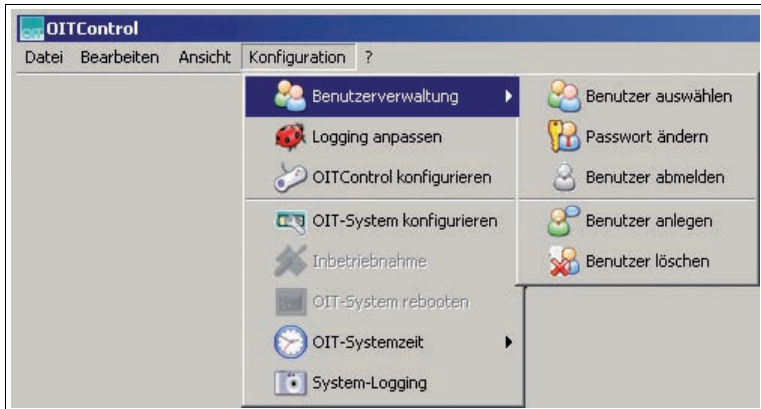 OITControl
Datei Bearbeiten Ansicht Konfiguration ?
Benutzerverwaltung
Logging anpassen
OITControl konfigurieren
OIT-System konfigurieren
Inbetriebnahme
OIT-System rebooten
OIT-Systemzeit
System-Logging
Benutzer auswählen
Passwort ändern
Benutzer abmelden
Benutzer anlegen
Benutzer löschen